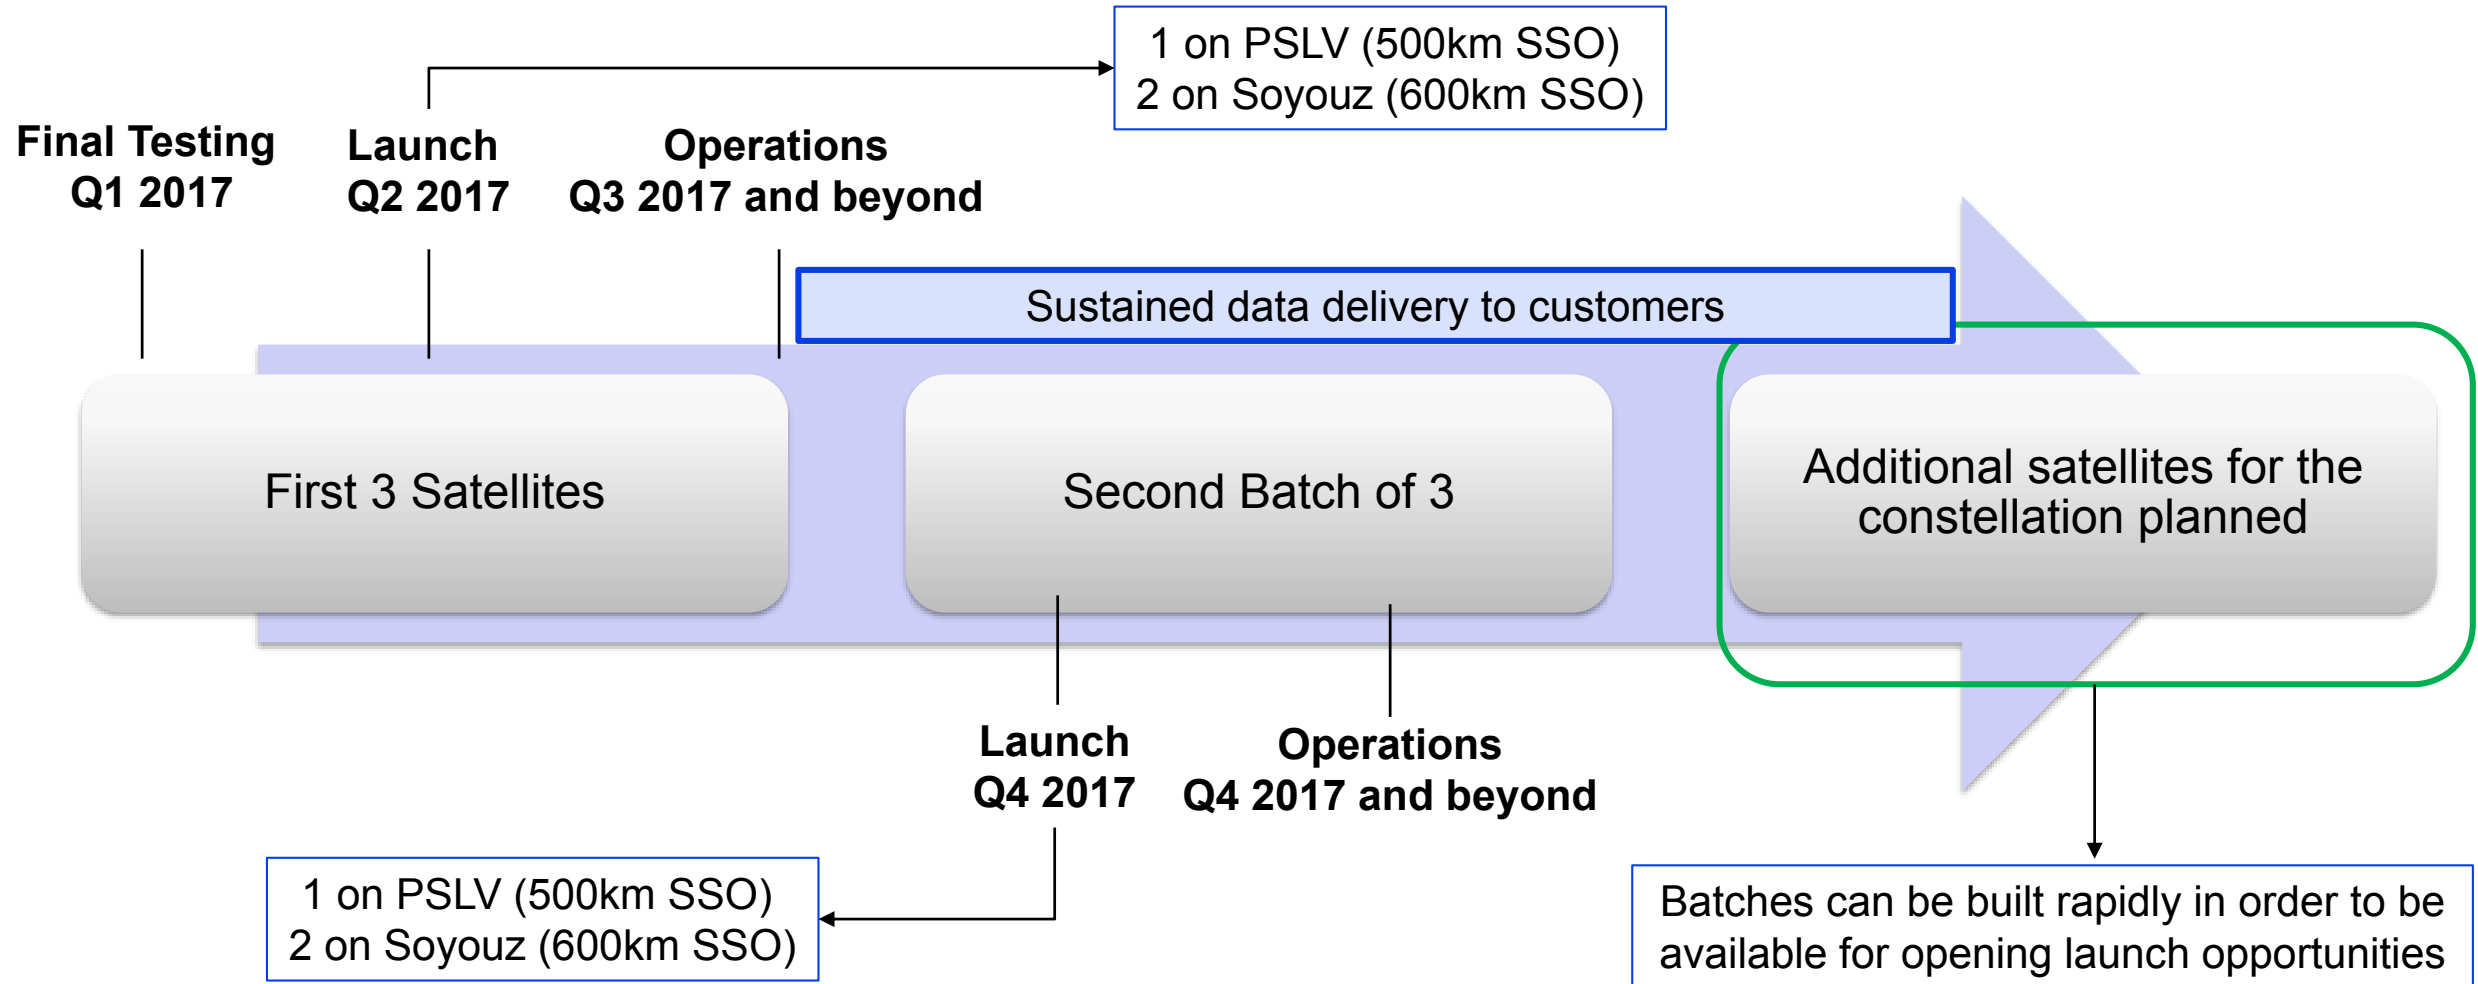 1 on PSLV (500km SSO)
2 on Soyouz (600km SSO)
Final Testing
Q1 2017
Launch
Q2 2017
Operations
Q3 2017 and beyond
Sustained data delivery to customers
First 3 Satellites
Second Batch of 3
Additional satellites for the
constellation planned
Launch
Q4 2017
Operations
Q4 2017 and beyond
1 on PSLV (500km SSO)
2 on Soyouz (600km SSO)
Batches can be built rapidly in order to be
available for opening launch opportunities